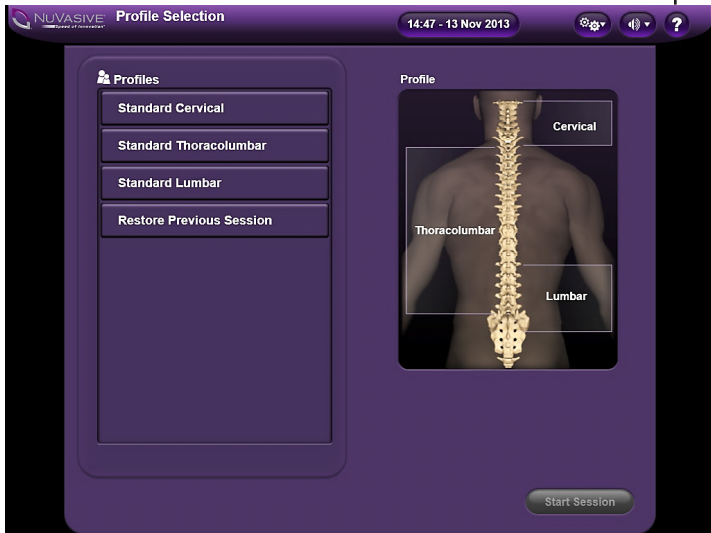 NUVASIVE
Speed of Innovation
Profile Selection
14:47 - 13 Nov 2013
?
Profiles
Standard Cervical
Standard Thoracolumbar
Standard Lumbar
Restore Previous Session
Profile
Cervical
Thoracolumbar
Lumbar
Start Session